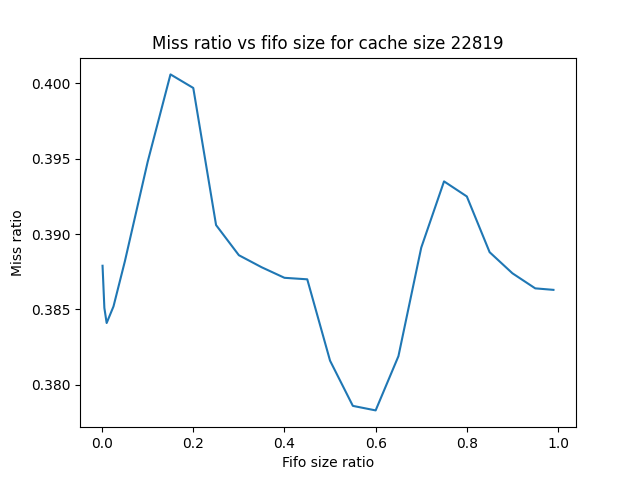 Miss ratio vs fifo size for cache size 22819
0.400
0.395
0.390
0.385
0.380
Miss ratio
0.0 0.2 0.4 0.6 0.8 1.0
Fifo size ratio